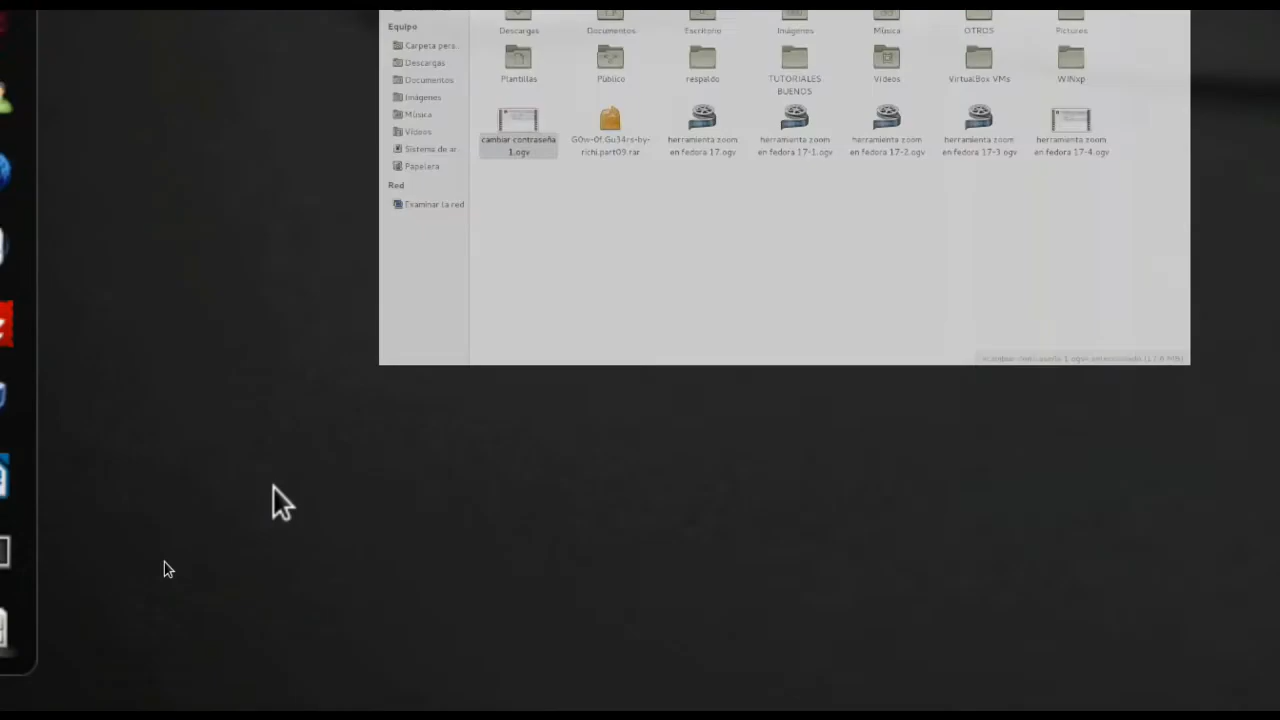 Equipo
Carpeta pers..
Descargas
Documentos
Imágenes
Música
Vídeos
Sistema de ar..
Papelera
Red
Examinar la red
Descargas Documentos Escritorio Imágenes Música OTROS Pictures
Plantillas Público respaldo TUTORIALES BUENOS Vídeos VirtualBox VMs WINxp
cambiar contraseña 1.ogv
G0w-0f.Gu34rs-by-richi.part09.rar
herramienta zoom en fedora 17.ogv
herramienta zoom en fedora 17-1.ogv
herramienta zoom en fedora 17-2.ogv
herramienta zoom en fedora 17-3.ogv
herramienta zoom en fedora 17-4.ogv